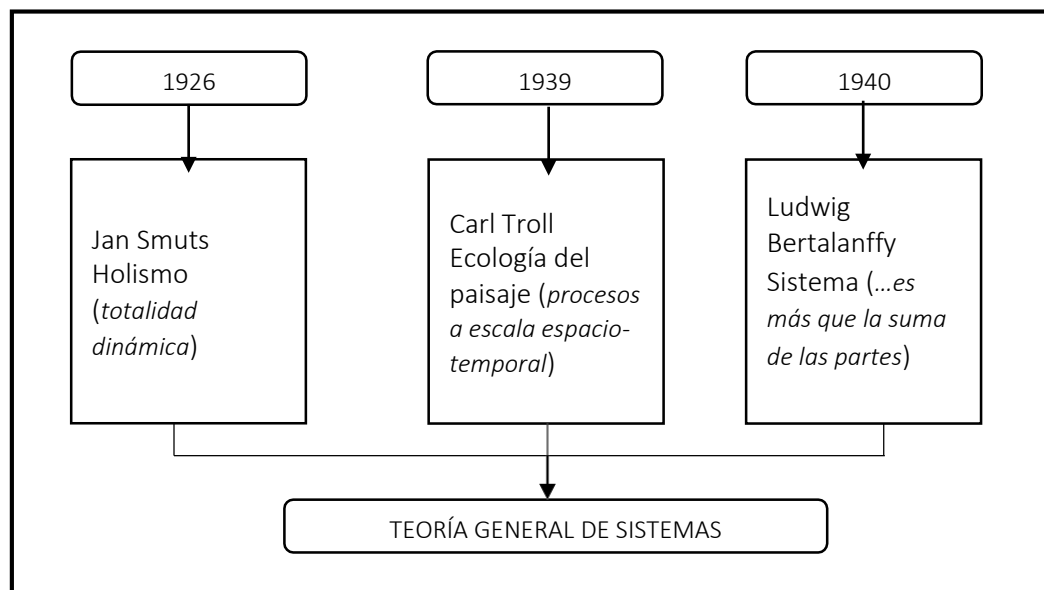 1926
1939
1940
Jan Smuts
Holismo
(totalidad
dinámica)
Carl Troll
Ecología del
paisaje (procesos
a escala espacio-
temporal)
Ludwig
Bertalanffy
Sistema (...es
más que la suma
de las partes)
TEORÍA GENERAL DE SISTEMAS